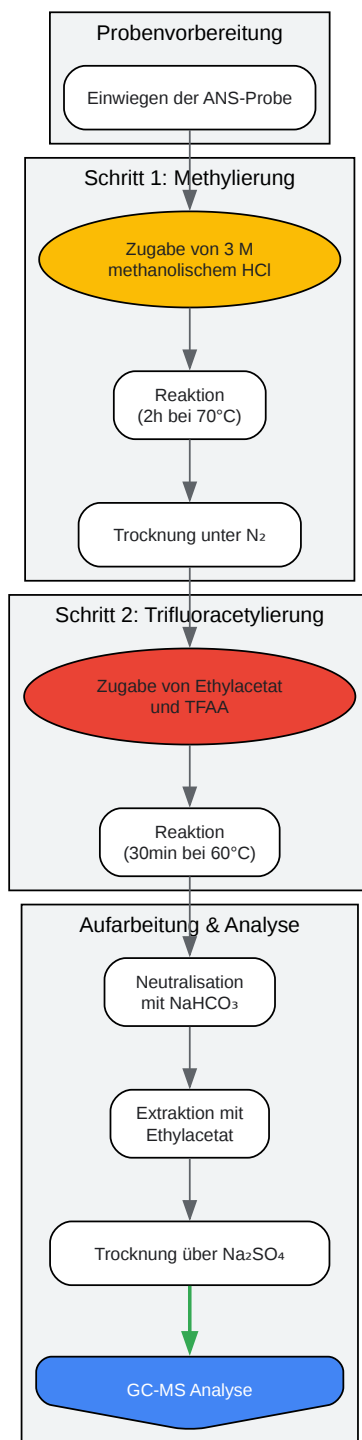 Probenvorbereitung
Einwiegen der ANS-Probe
Schritt 1: Methylierung
Zugabe von 3 M
methanolischem HCl
Reaktion
(2h bei 70°C)
Trocknung unter N₂
Schritt 2: Trifluoracetylierung
Zugabe von Ethylacetat
und TFAA
Reaktion
(30min bei 60°C)
Aufarbeitung & Analyse
Neutralisation
mit NaHCO₃
Extraktion mit
Ethylacetat
Trocknung über Na₂SO₄
GC-MS Analyse